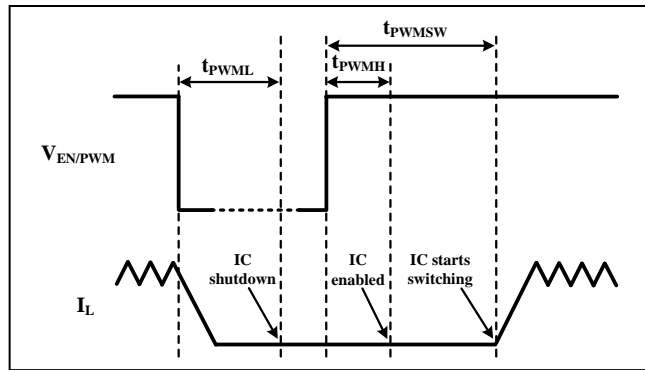 tPWMSW
tPWML
tPWMH
VEN/PWM
IC
shutdown
IC
enabled
IC starts
switching
IL